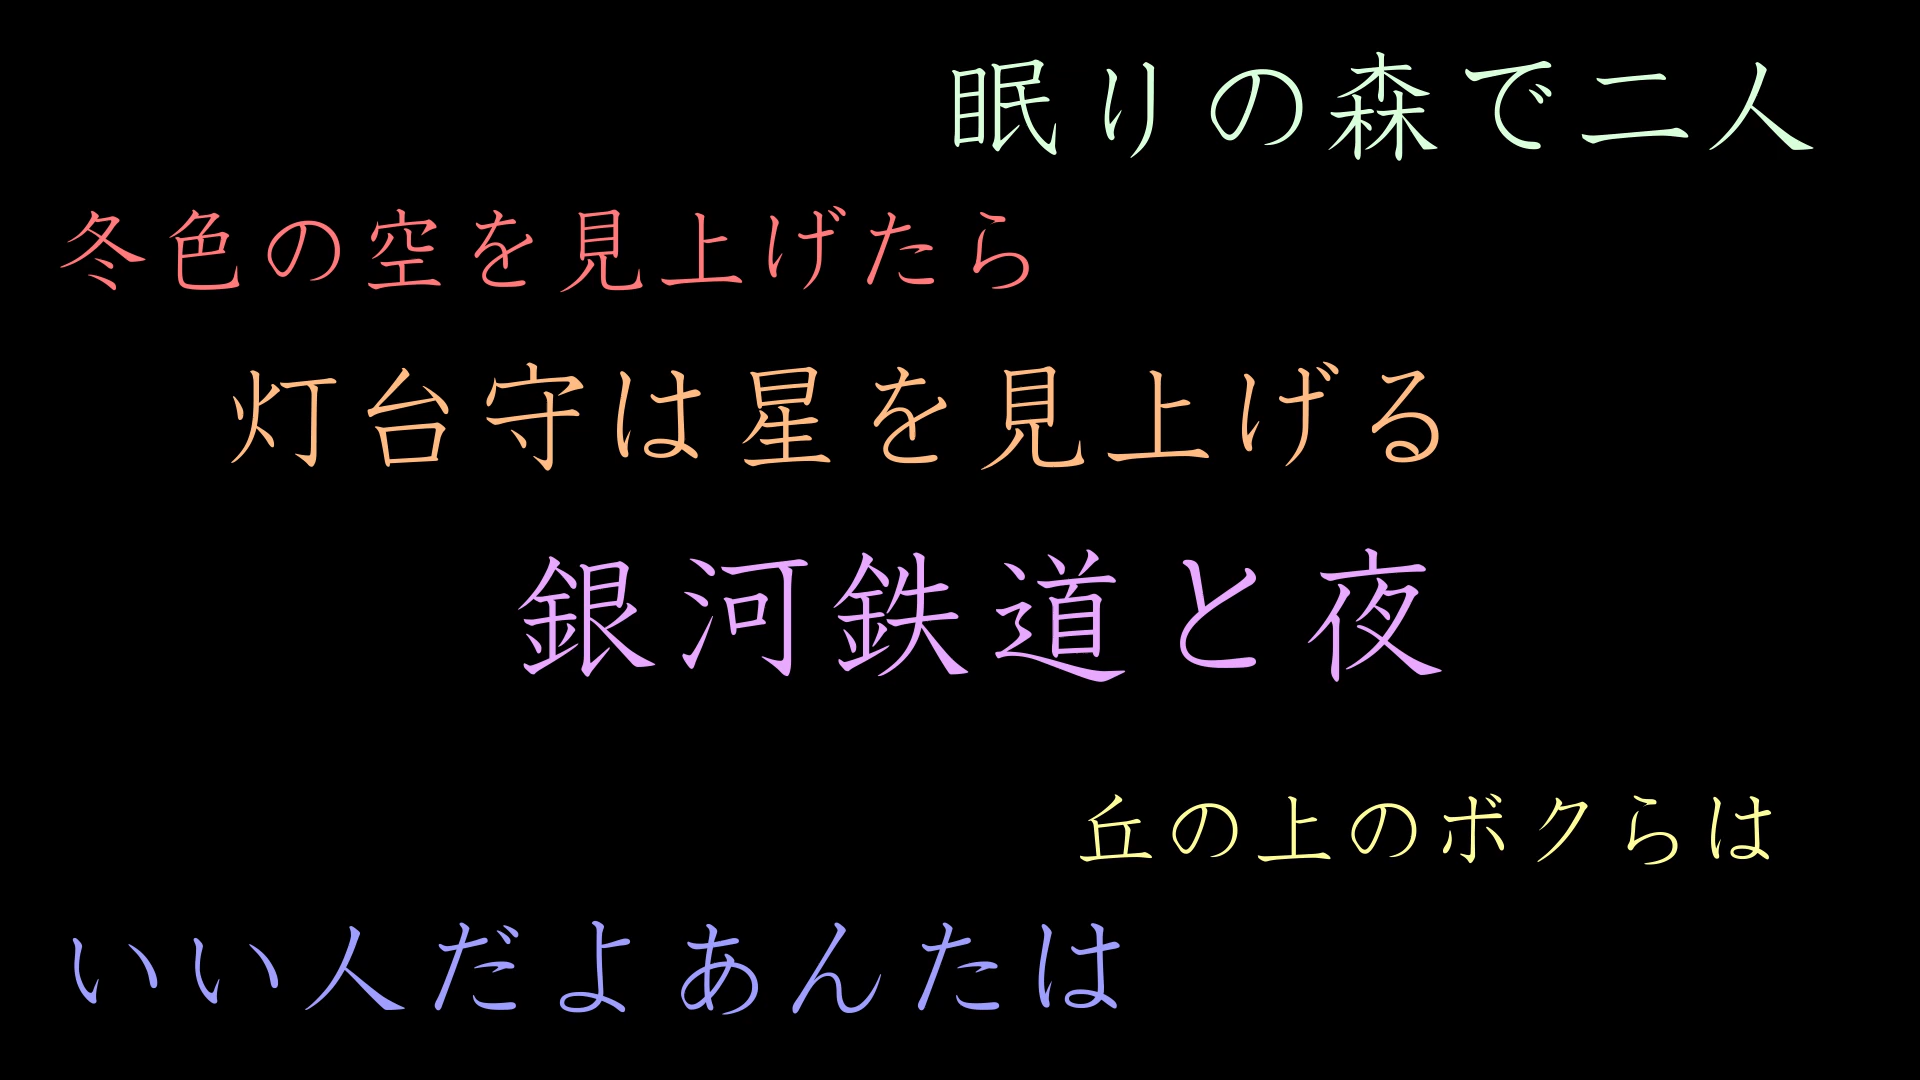 眠りの森で二人
冬色の空を見上げたら
灯台守は星を見上げる
銀河鉄道と夜
丘の上のボクらは
いい人だよあんたは